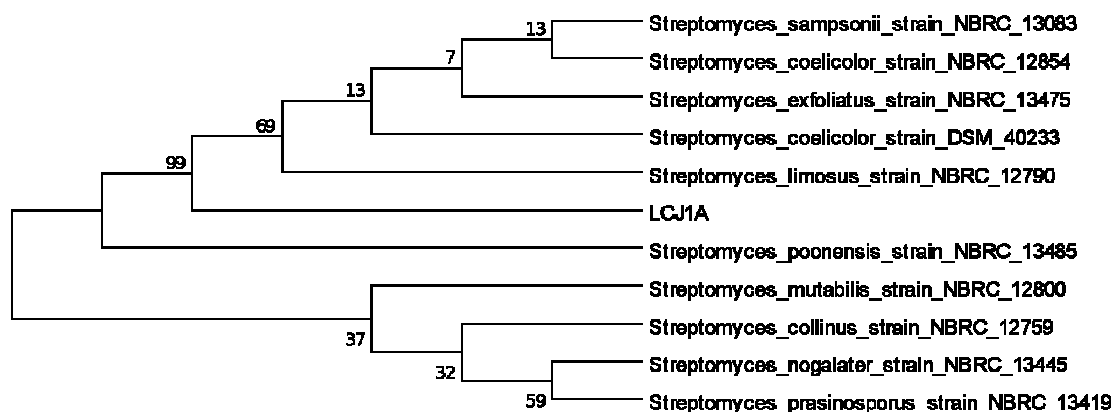 13 Streptomyces_sampsonii_strain_NBRC_13083
7 Streptomyces_coelicolor_strain_NBRC_12854
13 Streptomyces_exfoliatus_strain_NBRC_13475
69 Streptomyces_coelicolor_strain_DSM_40233
99 Streptomyces_limosus_strain_NBRC_12790
LCJ1A
Streptomyces_poonensis_strain_NBRC_13485
Streptomyces_mutabilis_strain_NBRC_12800
37 Streptomyces_collinus_strain_NBRC_12759
32 Streptomyces_nogalater_strain_NBRC_13445
59 Streptomyces_prasinosporus_strain_NBRC_13419